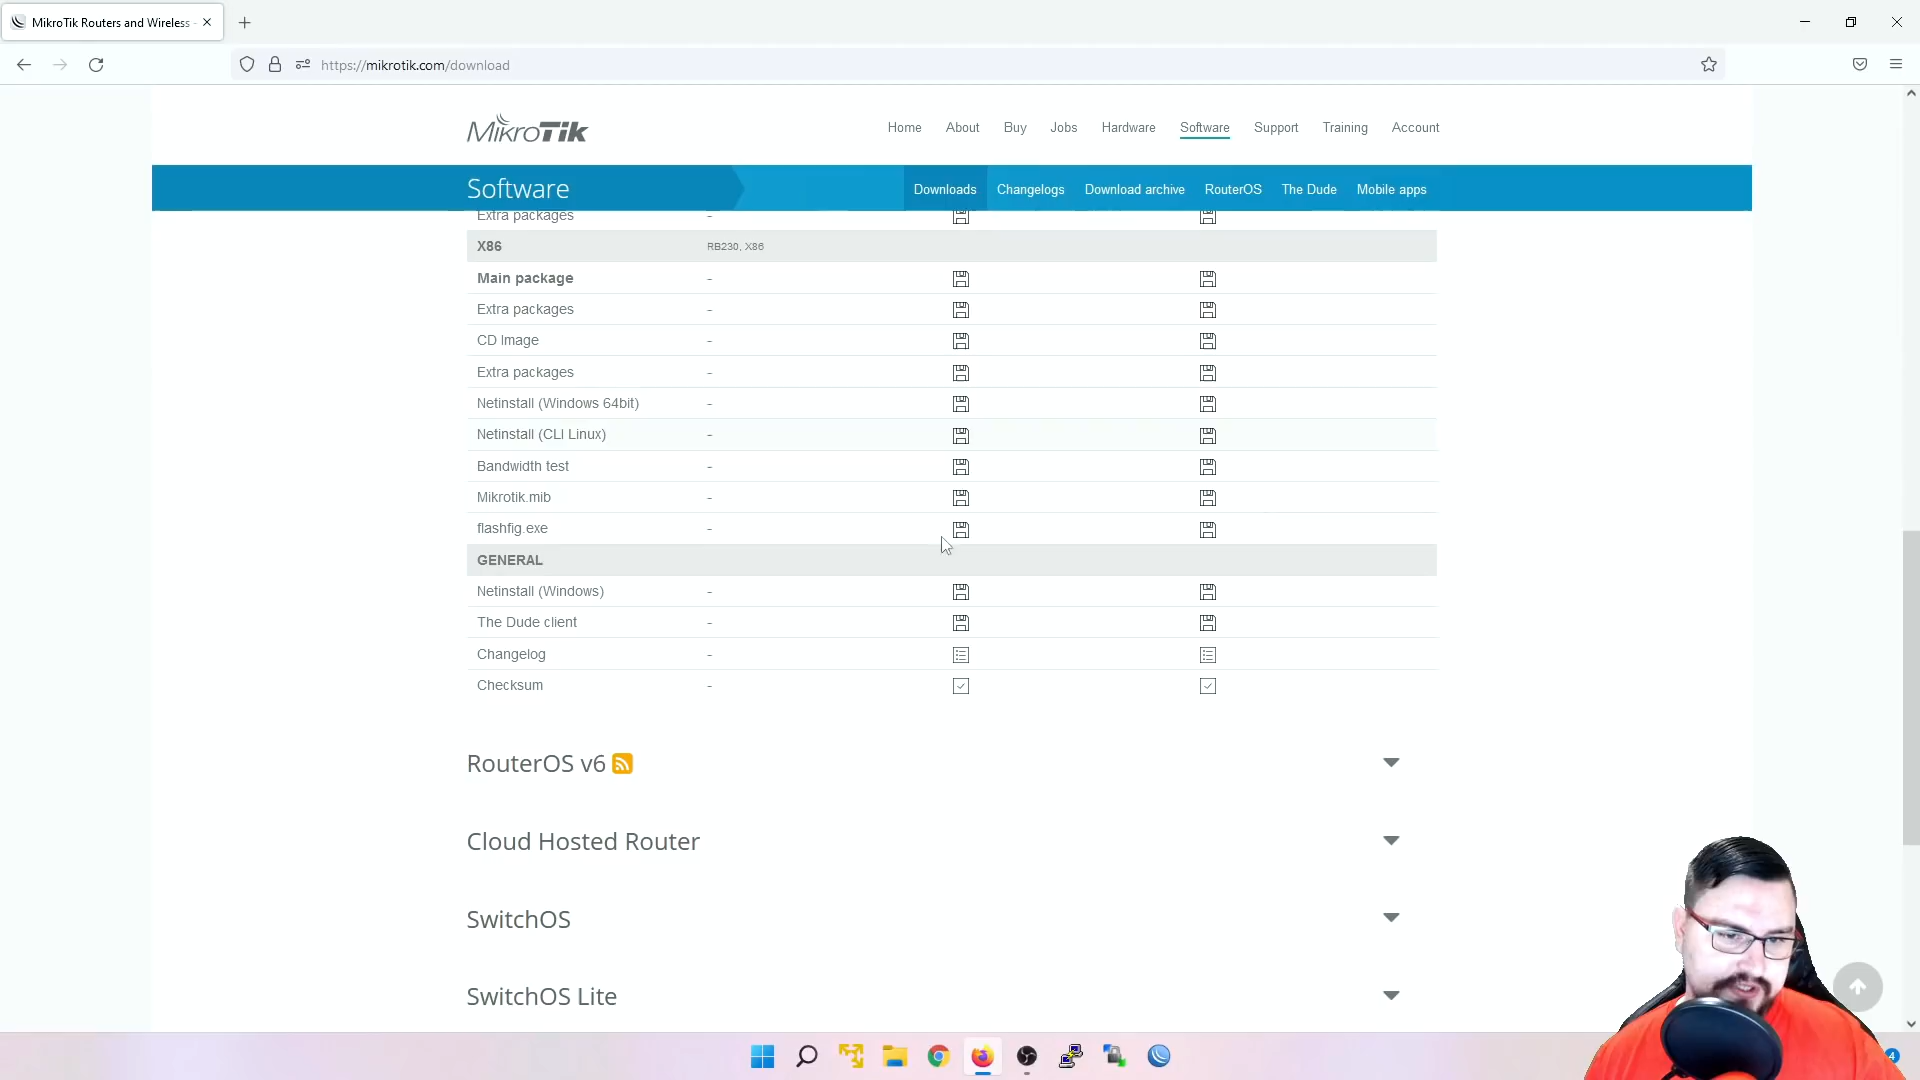 MikroTik Routers and Wireless -
https://mikrotik.com/download
MikroTik
Home About Buy Jobs Hardware Software Support Training Account
Software
Downloads Changelogs Download archive RouterOS The Dude Mobile apps
Extra packages -
X86 RB230, X86
Main package -
Extra packages -
CD Image -
Extra packages -
Netinstall (Windows 64bit) -
Netinstall (CLI Linux) -
Bandwidth test -
Mikrotik.mib -
flashfig.exe -
GENERAL
Netinstall (Windows) -
The Dude client -
Changelog -
Checksum -
RouterOS v6
Cloud Hosted Router
SwitchOS
SwitchOS Lite
4